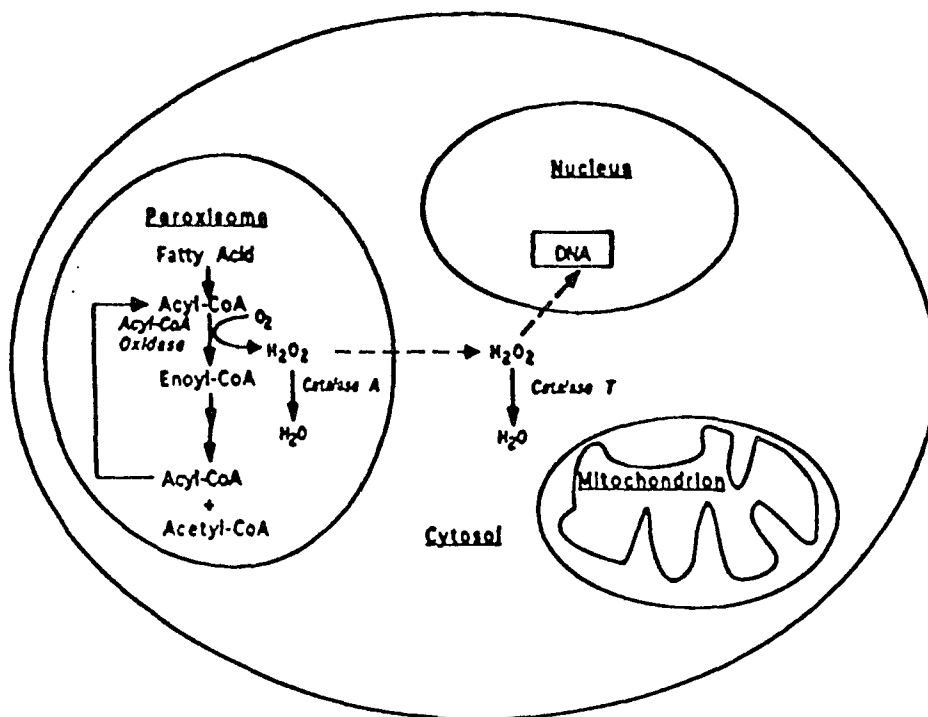 Peroxisome
Fatty Acid
Acyl-CoA
Acyl-CoA
Oxidase
O₂
H₂O₂
Enoyl-CoA
Catalase A
H₂O
Acyl-CoA
+
Acetyl-CoA
Nucleus
DNA
H₂O₂
Catalase T
H₂O
Mitochondrion
Cytosol